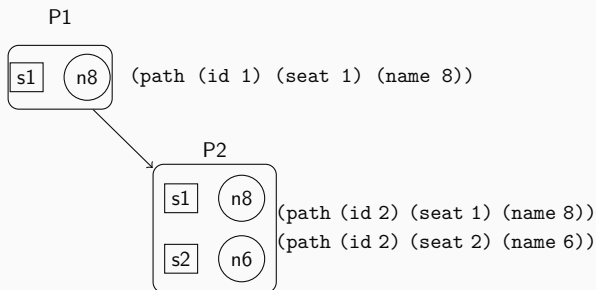 P1
s1 n8 (path (id 1) (seat 1) (name 8))
P2
s1 n8 (path (id 2) (seat 1) (name 8))
s2 n6 (path (id 2) (seat 2) (name 6))